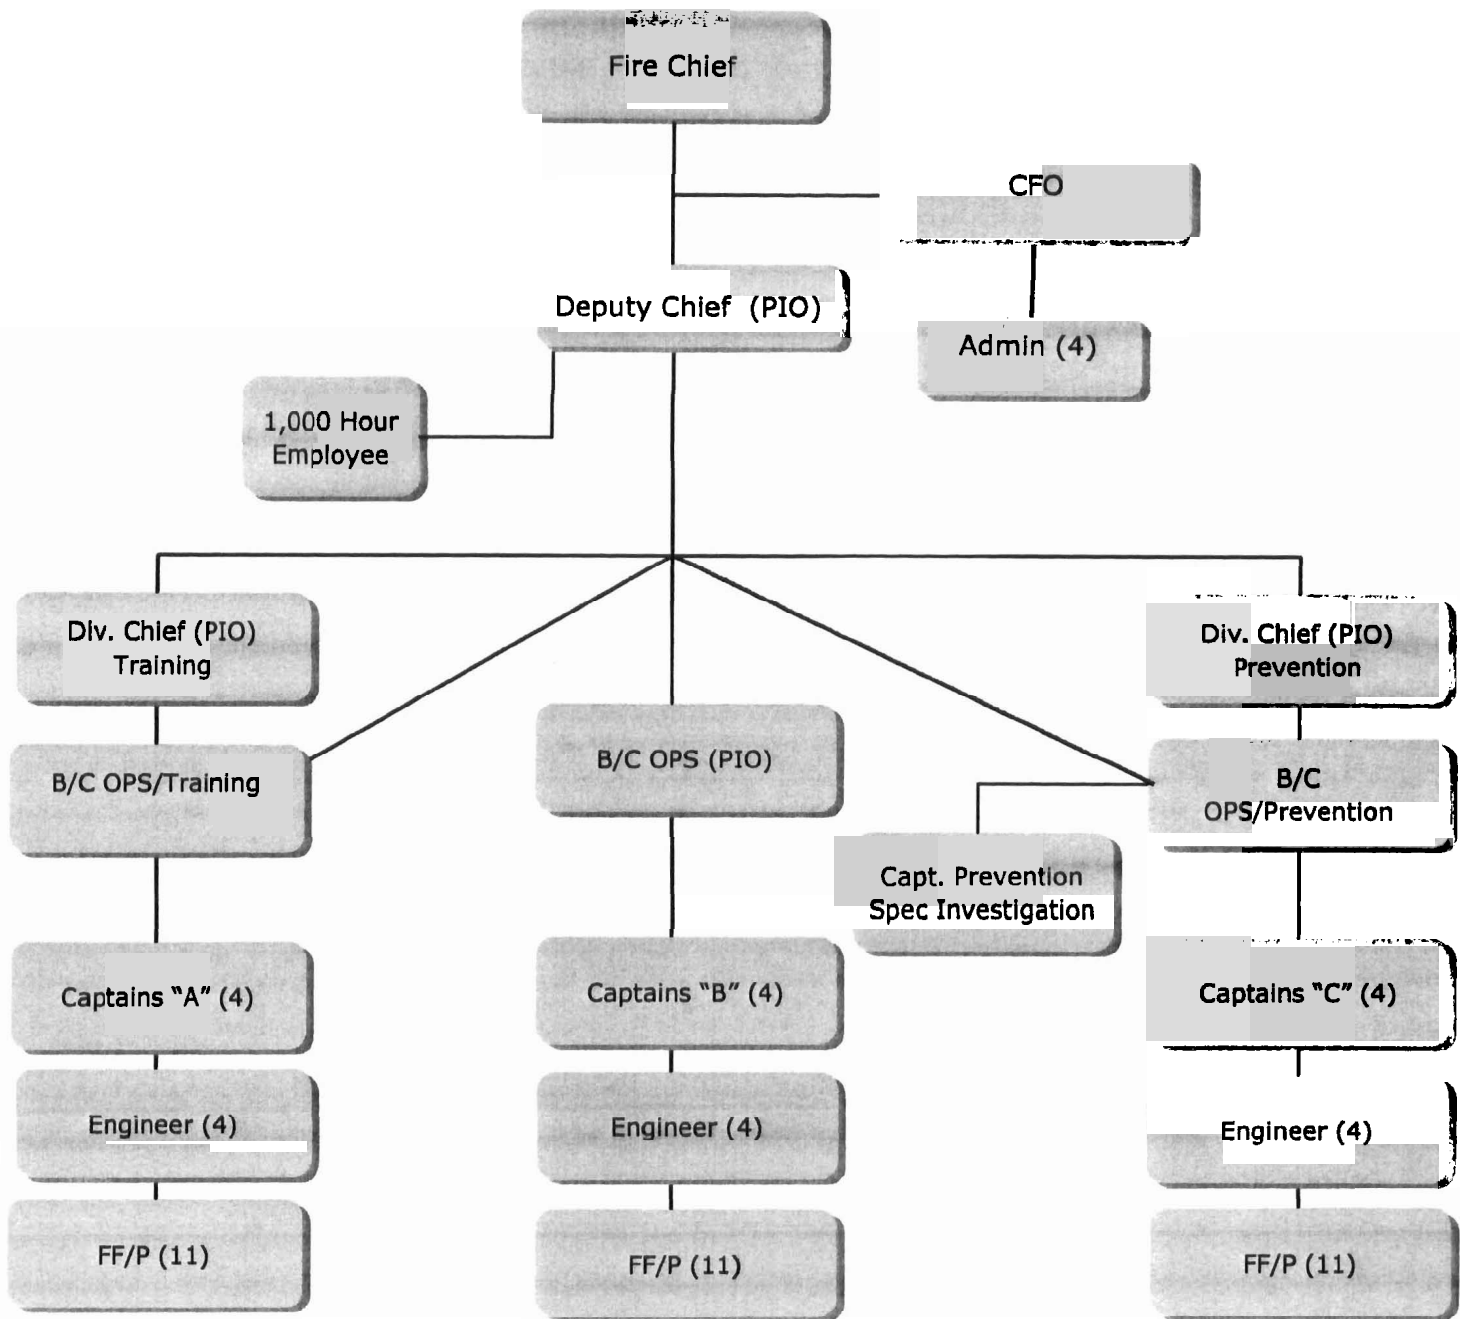 Fire Chief
CFO
Deputy Chief (PIO)
Admin (4)
1,000 Hour
Employee
Div. Chief (PIO)
Training
Div. Chief (PIO)
Prevention
B/C OPS/Training
B/C OPS (PIO)
B/C
OPS/Prevention
Capt. Prevention
Spec Investigation
Captains “A” (4)
Captains “B” (4)
Captains “C” (4)
Engineer (4)
Engineer (4)
Engineer (4)
FF/P (11)
FF/P (11)
FF/P (11)